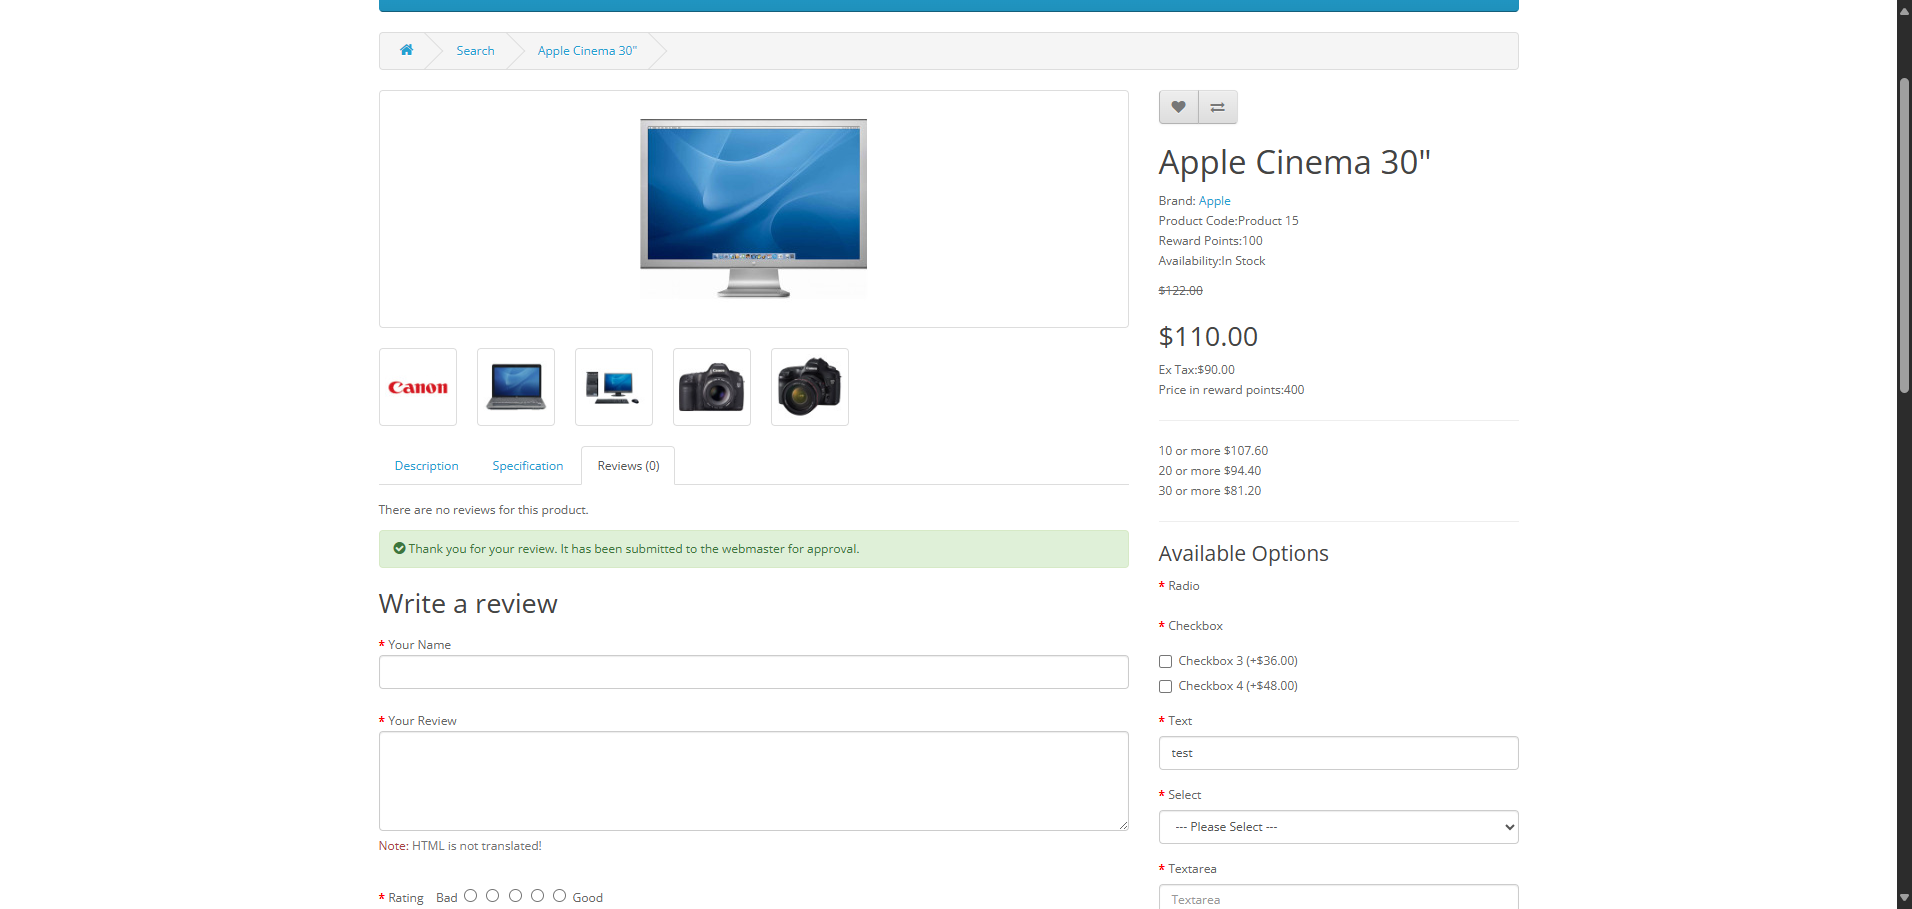 Search
Apple Cinema 30"
Canon
Description
Specification
Reviews (0)
There are no reviews for this product.
Thank you for your review. It has been submitted to the webmaster for approval.
Write a review
* Your Name
* Your Review
Note: HTML is not translated!
* Rating Bad Good
Apple Cinema 30"
Brand: Apple
Product Code:Product 15
Reward Points:100
Availability:In Stock
$122.00
$110.00
Ex Tax:$90.00
Price in reward points:400
10 or more $107.60
20 or more $94.40
30 or more $81.20
Available Options
* Radio
* Checkbox
Checkbox 3 (+$36.00)
Checkbox 4 (+$48.00)
* Text
test
* Select
--- Please Select ---
* Textarea
Textarea